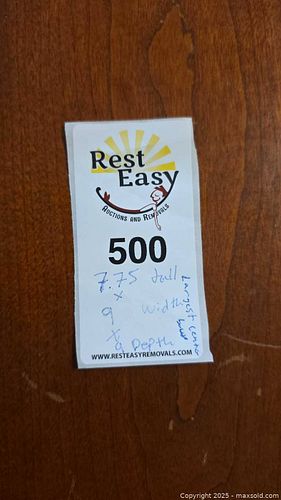 Rest
Easy
AUCTIONS AND REMOVALS
500
7.75 tall
x
9 width
x
9 Depth
Largest center
WWW.RESTEASYREMOVALS.COM
Copyright 2025 - maxsold.com